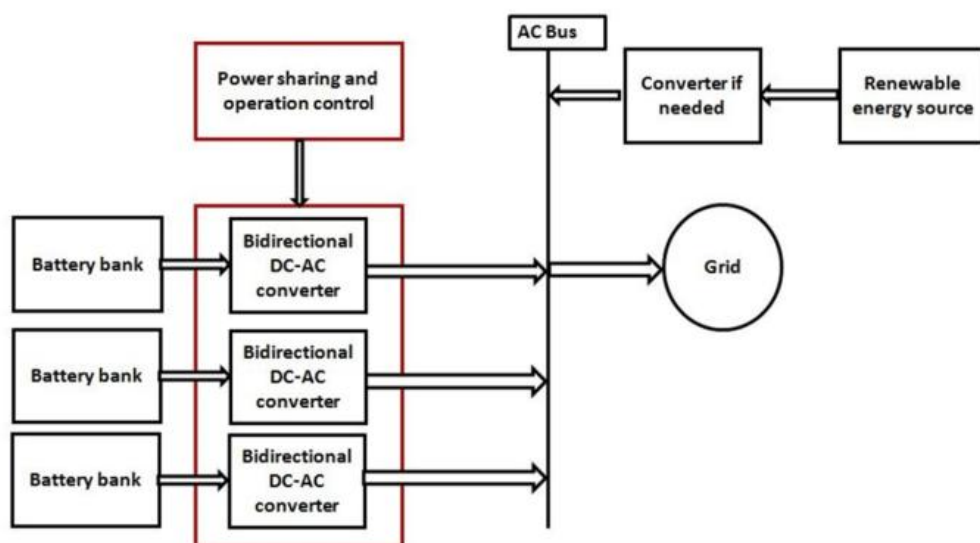 AC Bus
Power sharing and
operation control
Converter if
needed
Renewable
energy source
Battery bank
Bidirectional
DC-AC
converter
Grid
Battery bank
Bidirectional
DC-AC
converter
Battery bank
Bidirectional
DC-AC
converter